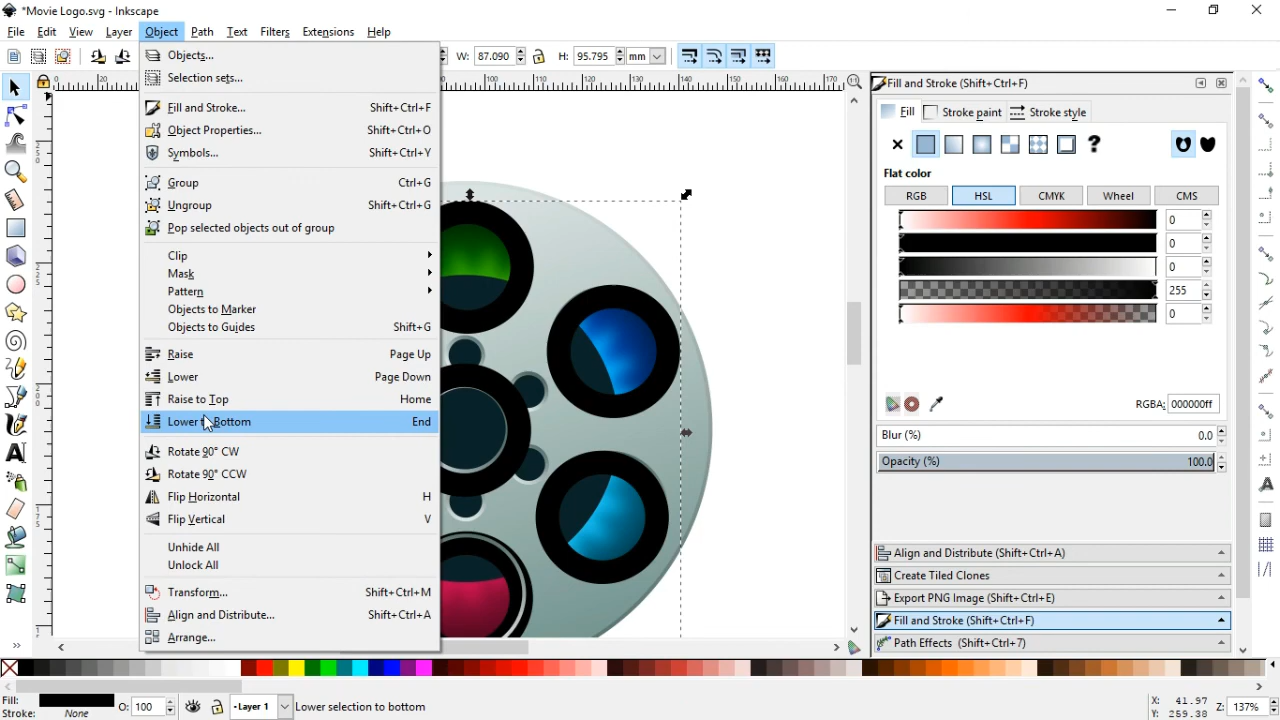 *Movie Logo.svg - Inkscape
File Edit View Layer Object Path Text Filters Extensions Help
W: 87.090 H: 95.795 mm
Objects...
Selection sets...
Fill and Stroke... Shift+Ctrl+F
Object Properties... Shift+Ctrl+O
Symbols... Shift+Ctrl+Y
Group Ctrl+G
Ungroup Shift+Ctrl+G
Pop selected objects out of group
Clip
Mask
Pattern
Objects to Marker
Objects to Guides Shift+G
Raise Page Up
Lower Page Down
Raise to Top Home
Lower to Bottom End
Rotate 90° CW
Rotate 90° CCW
Flip Horizontal H
Flip Vertical V
Unhide All
Unlock All
Transform... Shift+Ctrl+M
Align and Distribute... Shift+Ctrl+A
Arrange...
Fill and Stroke (Shift+Ctrl+F)
Fill Stroke paint Stroke style
?
Flat color
RGB HSL CMYK Wheel CMS
0
0
0
255
0
RGBA: 000000ff
Blur (%) 0.0
Opacity (%) 100.0
Align and Distribute (Shift+Ctrl+A)
Create Tiled Clones
Export PNG Image (Shift+Ctrl+E)
Fill and Stroke (Shift+Ctrl+F)
Path Effects (Shift+Ctrl+7)
Fill: O: 100 -Layer 1 Lower selection to bottom X: 41.97 Z: 137%
Stroke: None Y: 259.38